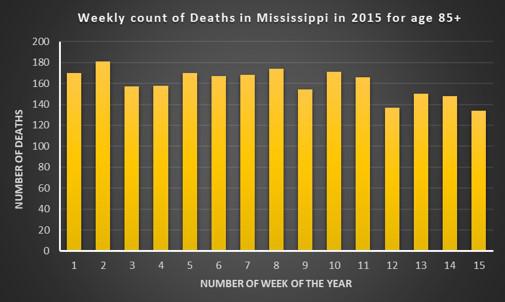 Weekly count of Deaths in Mississippi in 2015 for age 85+
200
180
160
140
120
100
80
60
40
20
0
NUMBER OF DEATHS
1 2 3 4 5 6 7 8 9 10 11 12 13 14 15
NUMBER OF WEEK OF THE YEAR